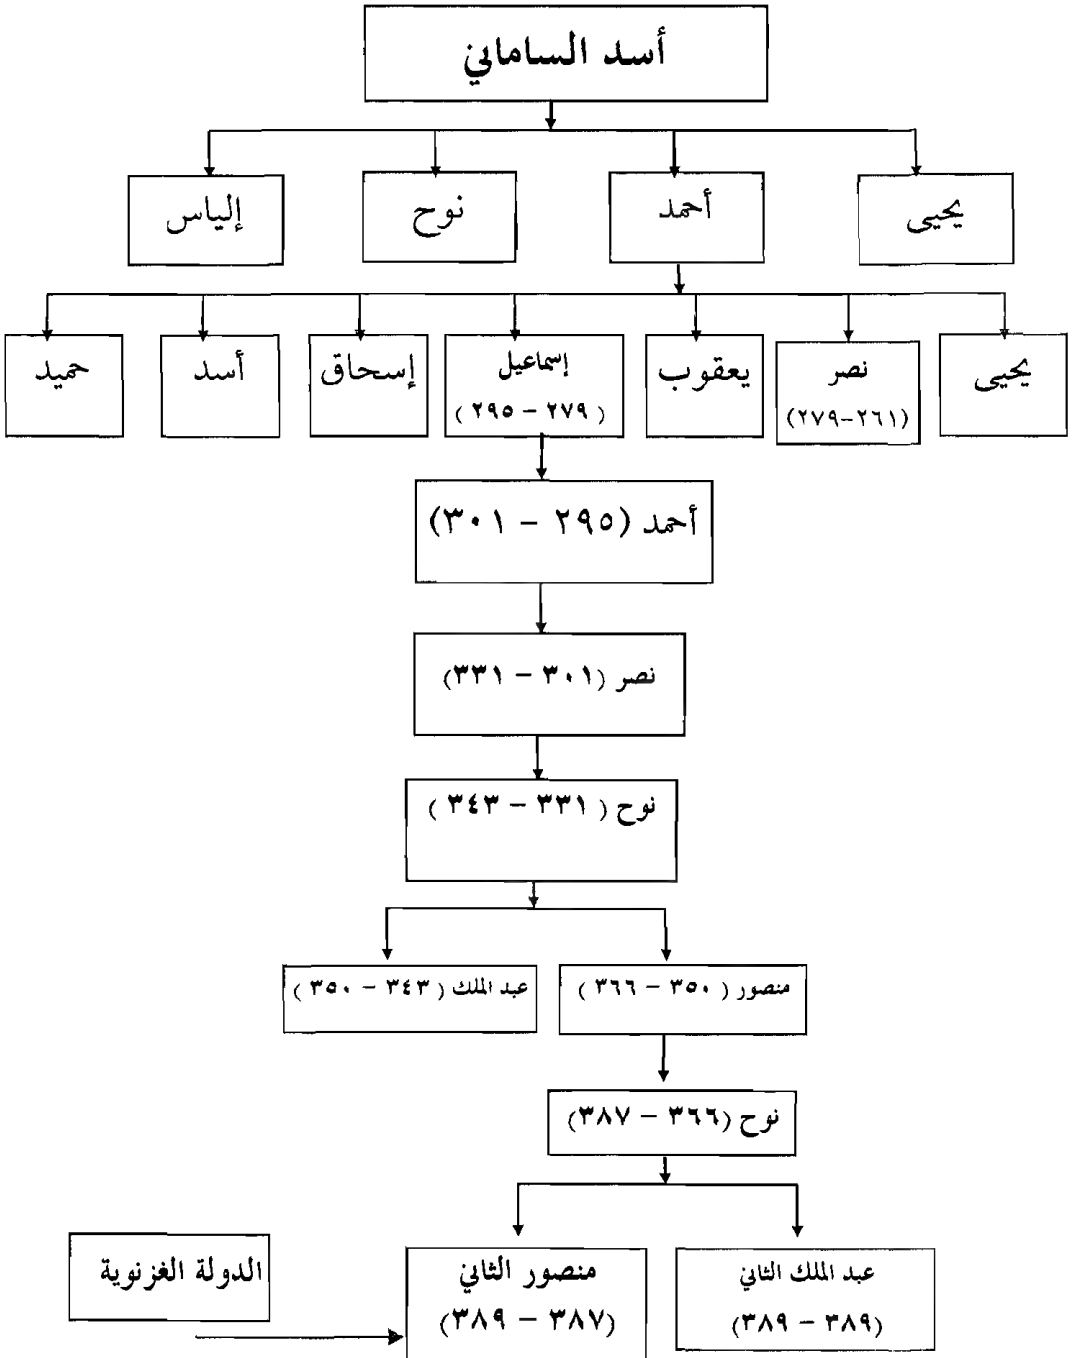 أسد الساماني
يحيى
أحمد
نوح
إلياس
يحيى
نصر
(٢٦١-٢٧٩)
يعقوب
إسماعيل
(٢٧٩ – ٢٩٥)
إسحاق
أسد
حميد
أحمد (٢٩٥ – ٣٠١)
نصر (٣٠١ – ٣٣١)
نوح (٣٣١ – ٣٤٣)
منصور (٣٥٠ – ٣٦٦)
عبد الملك (٣٤٣ – ٣٥٠)
نوح (٣٦٦ – ٣٨٧)
عبد الملك الثاني
(٣٨٩ – ٣٨٩)
منصور الثاني
(٣٨٧ – ٣٨٩)
الدولة الغزنوية